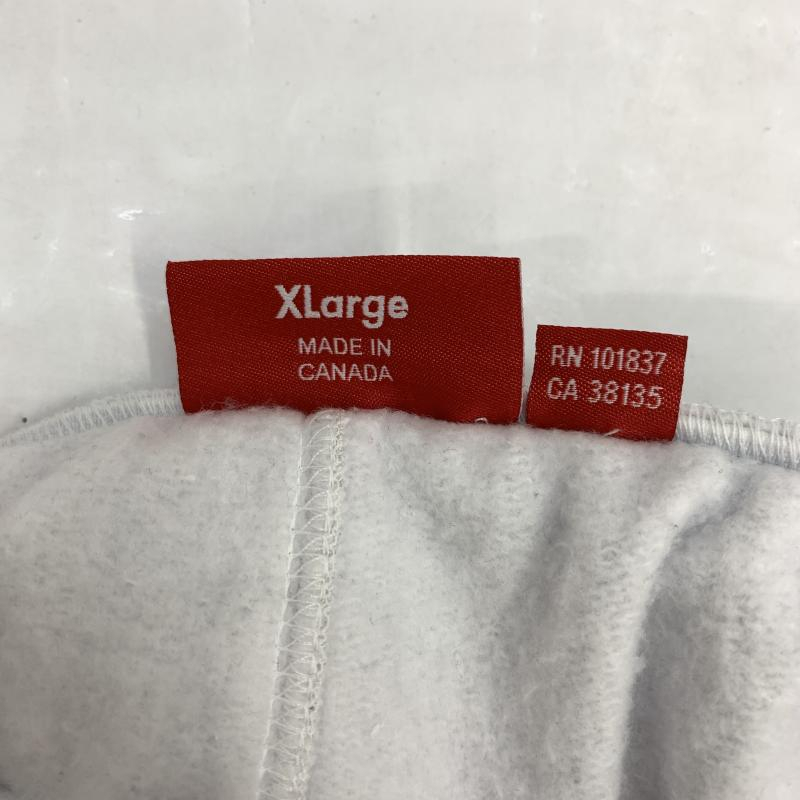 XLarge
MADE IN
CANADA
RN 101837
CA 38135